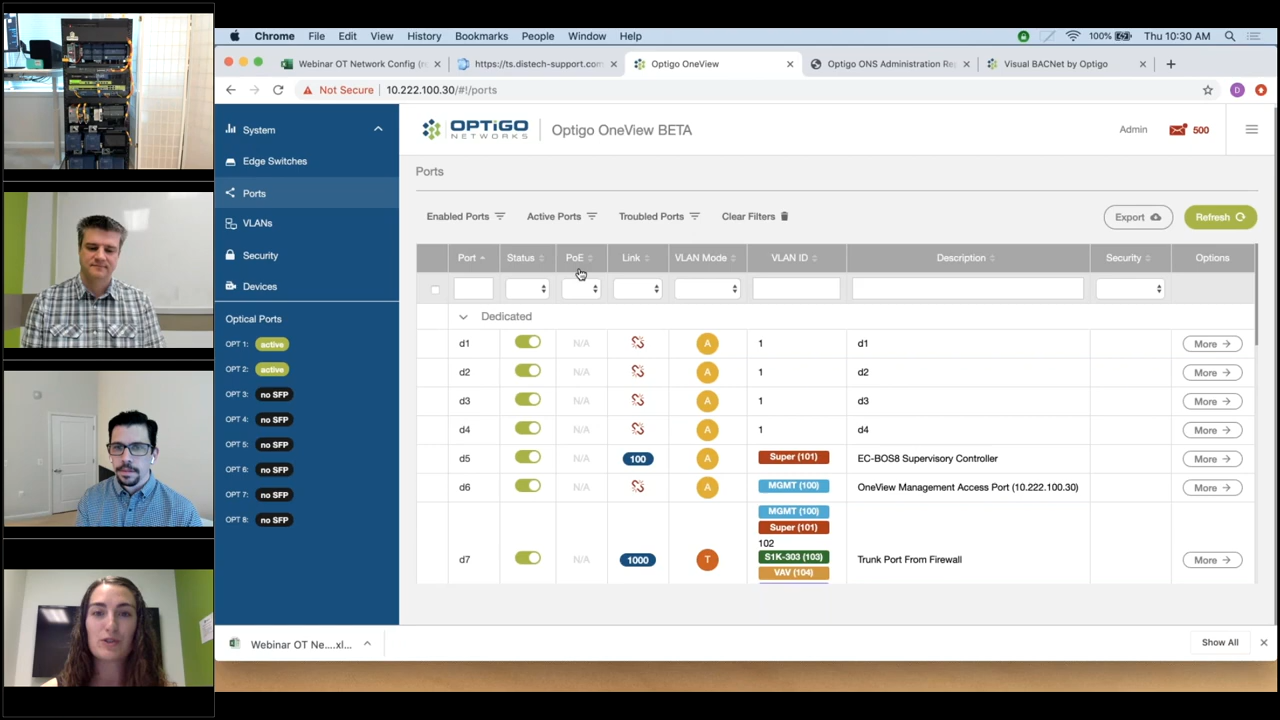 Chrome File Edit View History Bookmarks People Window Help 100% Thu 10:30 AM
Webinar OT Network Config (r https://ts.distech-support.com Optigo OneView Optigo ONS Administration Re Visual BACNet by Optigo
Not Secure 10.222.100.30/#!/ports D
System
Edge Switches
Ports
VLANs
Security
Devices
Optical Ports
OPT 1: active
OPT 2: active
OPT 3: no SFP
OPT 4: no SFP
OPT 5: no SFP
OPT 6: no SFP
OPT 7: no SFP
OPT 8: no SFP
OPTIGO NETWORKS Optigo OneView BETA Admin 500
Ports
Enabled Ports Active Ports Troubled Ports Clear Filters Export Refresh
Port Status PoE Link VLAN Mode VLAN ID Description Security Options
Dedicated
d1 N/A A 1 d1 More
d2 N/A A 1 d2 More
d3 N/A A 1 d3 More
d4 N/A A 1 d4 More
d5 N/A 100 A Super (101) EC-BOS8 Supervisory Controller More
d6 N/A A MGMT (100) OneView Management Access Port (10.222.100.30) More
MGMT (100)
Super (101)
102
d7 N/A 1000 T S1K-303 (103) Trunk Port From Firewall More
VAV (104)
Webinar OT Ne....xl... Show All